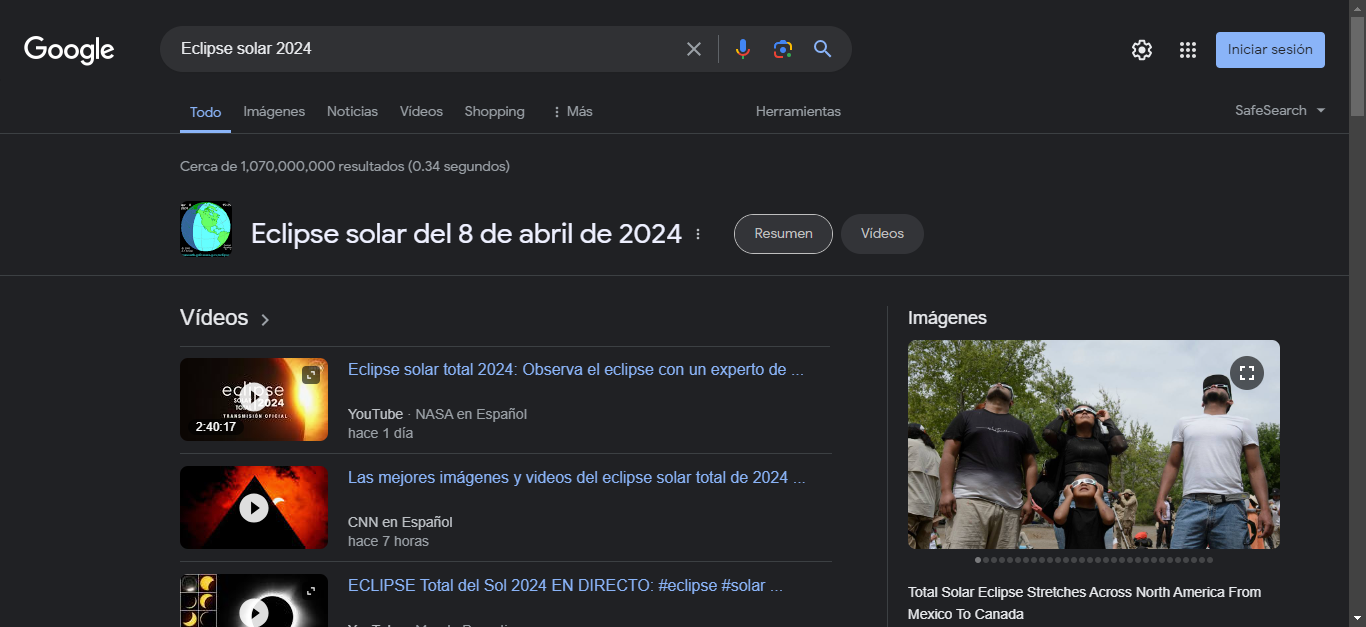 Google
Eclipse solar 2024
Iniciar sesión
Todo
Imágenes
Noticias
Vídeos
Shopping
Más
Herramientas
SafeSearch
Cerca de 1,070,000,000 resultados (0.34 segundos)
Eclipse solar del 8 de abril de 2024
Resumen
Vídeos
Vídeos
Eclipse solar total 2024: Observa el eclipse con un experto de ...
eclipse
2024
TRANSMISIÓN OFICIAL
2:40:17
YouTube · NASA en Español
hace 1 día
Las mejores imágenes y videos del eclipse solar total de 2024 ...
CNN en Español
hace 7 horas
ECLIPSE Total del Sol 2024 EN DIRECTO: #eclipse #solar ...
Imágenes
Total Solar Eclipse Stretches Across North America From
Mexico To Canada